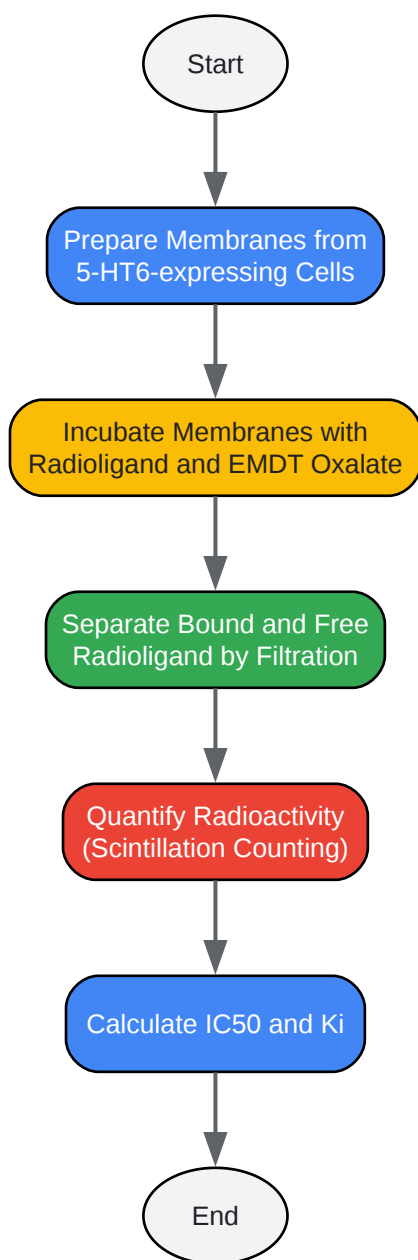 Start
Prepare Membranes from
5-HT6-expressing Cells
Incubate Membranes with
Radioligand and EMDT Oxalate
Separate Bound and Free
Radioligand by Filtration
Quantify Radioactivity
(Scintillation Counting)
Calculate IC50 and Ki
End